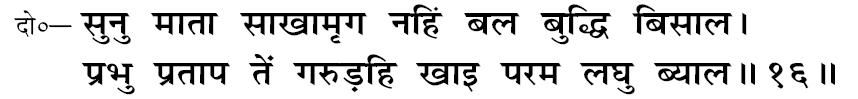 दो०— सुनु माता साखामृग नहिं बल बुद्धि बिसाल।
प्रभु प्रताप तें गरुड़हि खाइ परम लघु ब्याल॥ १६॥